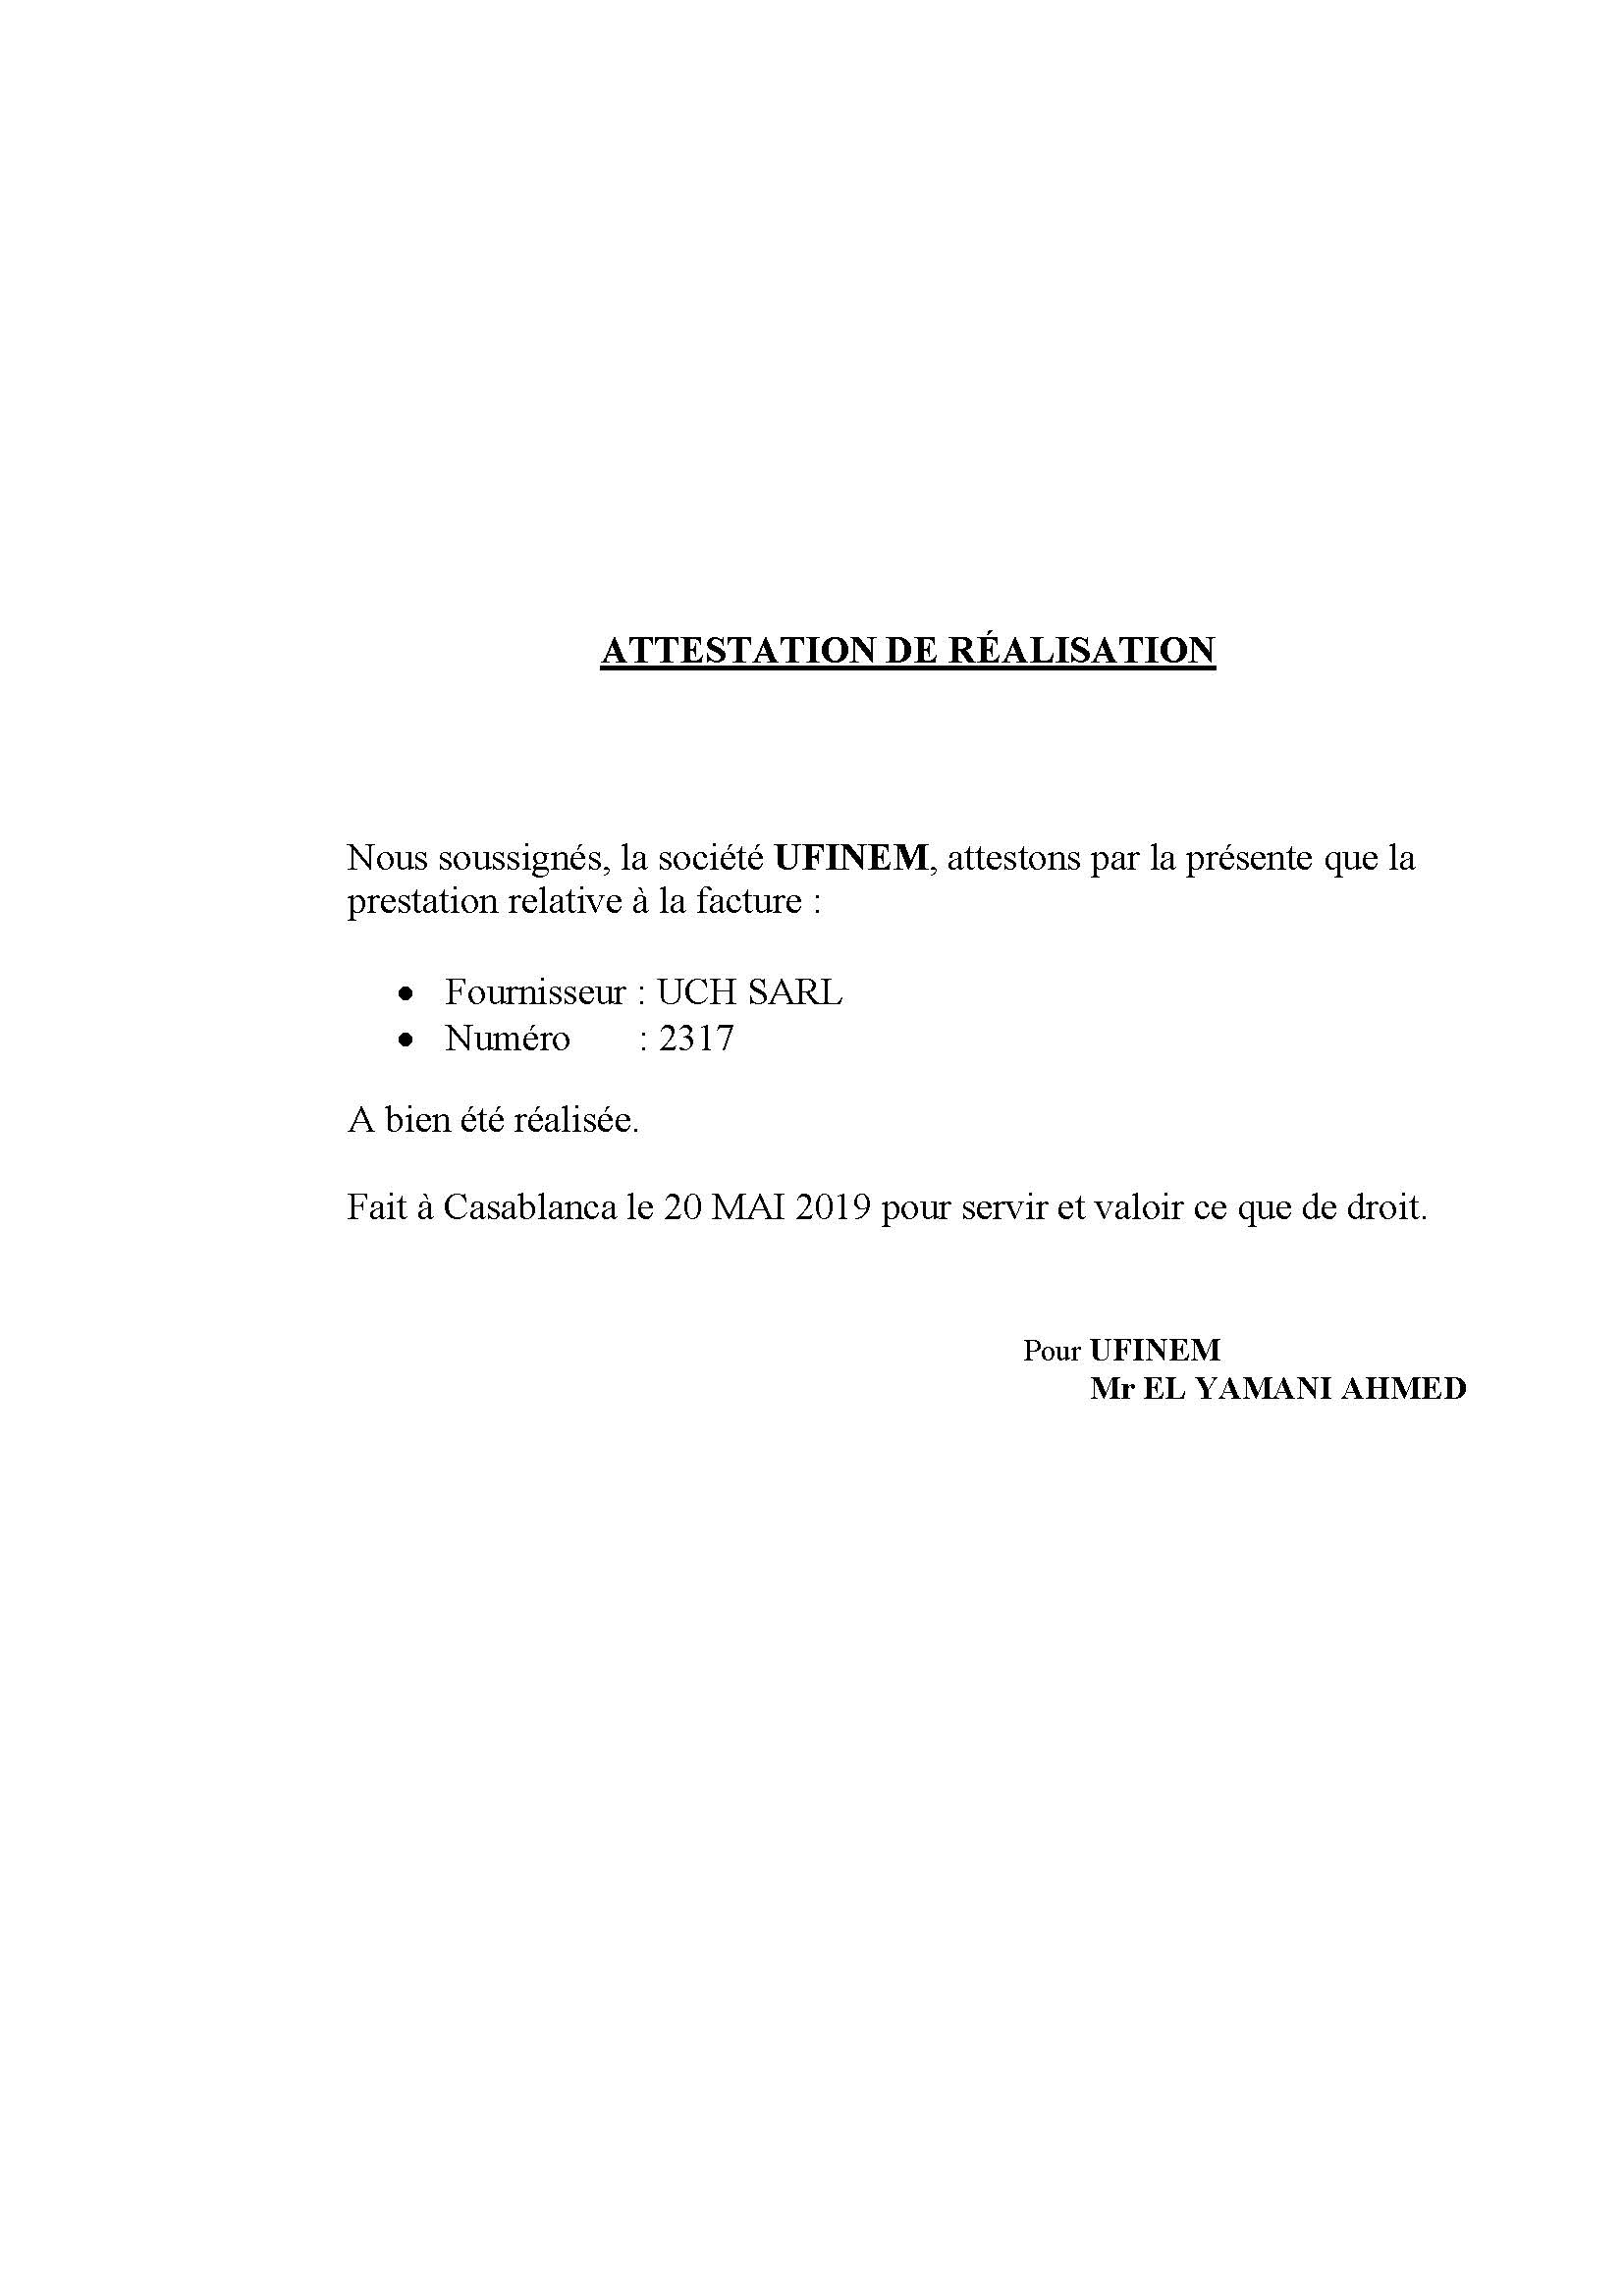 ATTESTATION DE RÉALISATION
Nous soussignés, la société UFINEM, attestons par la présente que la
prestation relative à la facture :
• Fournisseur : UCH SARL
• Numéro : 2317
A bien été réalisée.
Fait à Casablanca le 20 MAI 2019 pour servir et valoir ce que de droit.
Pour UFINEM
Mr EL YAMANI AHMED